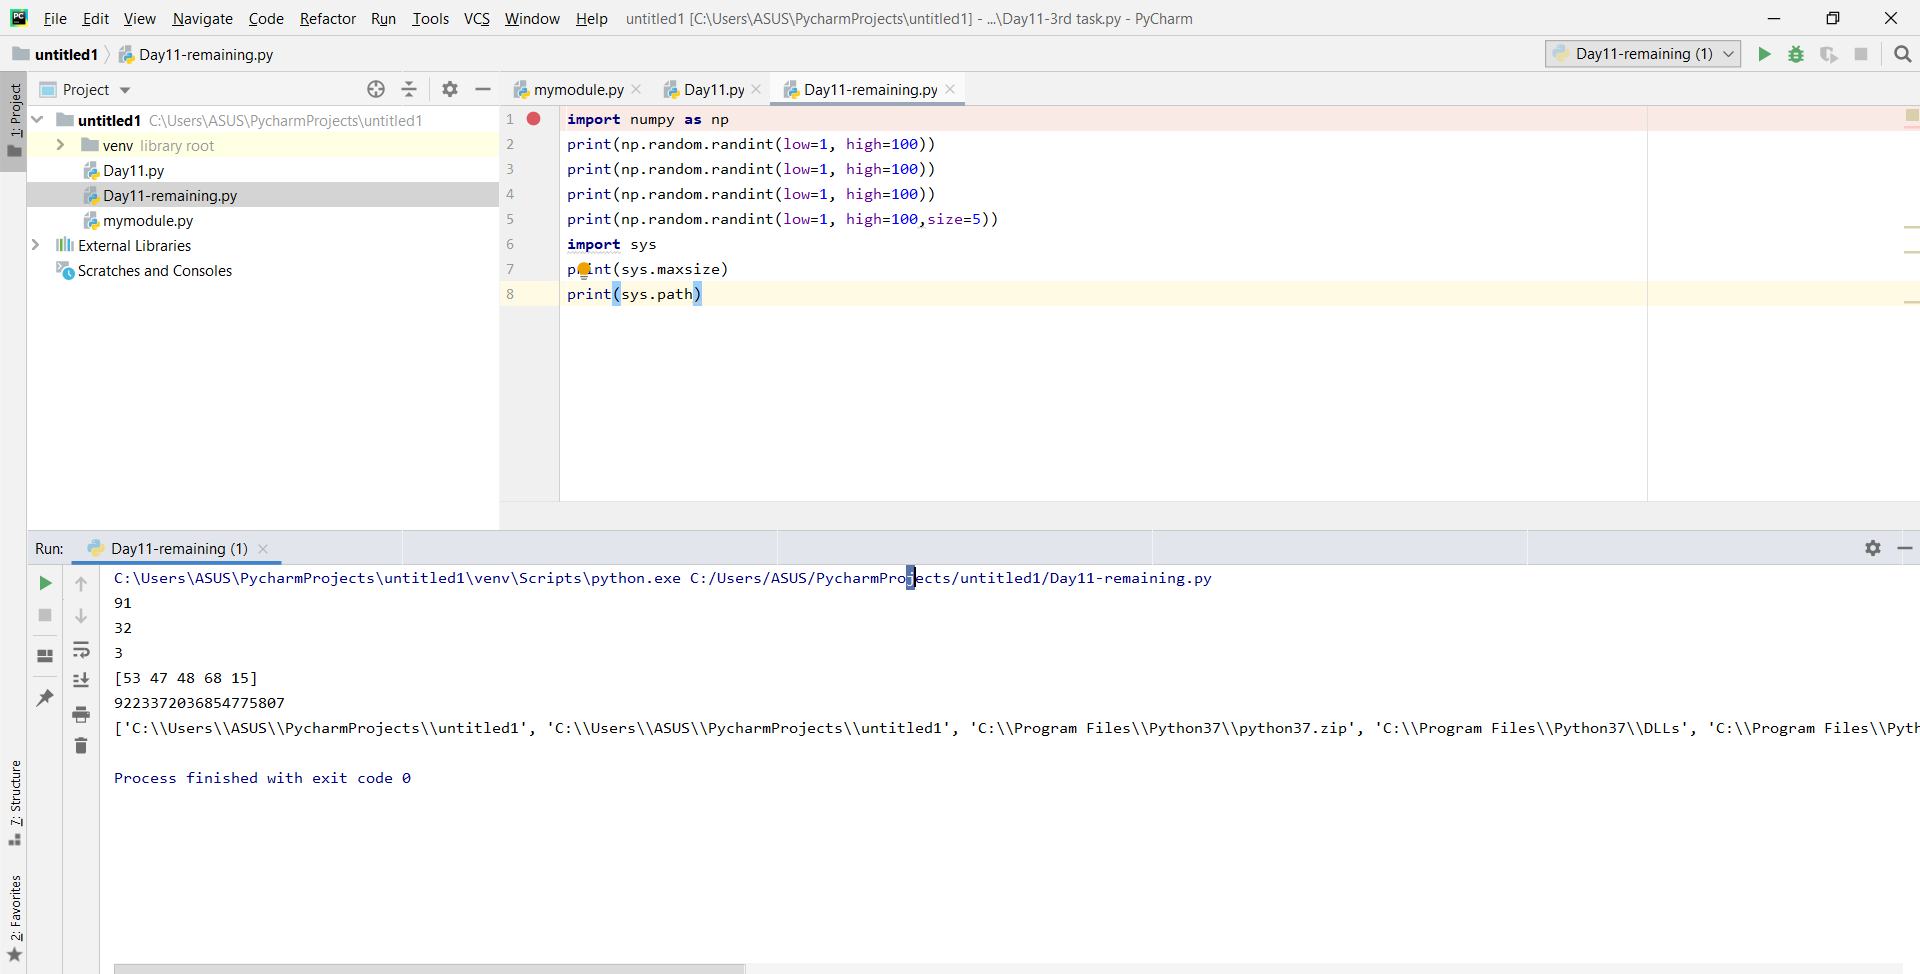 File Edit View Navigate Code Refactor Run Tools VCS Window Help untitled1 [C:\Users\ASUS\PycharmProjects\untitled1] - ...\Day11-3rd task.py - PyCharm
untitled1 Day11-remaining.py Day11-remaining (1)
1: Project
Project
mymodule.py Day11.py Day11-remaining.py
untitled1 C:\Users\ASUS\PycharmProjects\untitled1
venv library root
Day11.py
Day11-remaining.py
mymodule.py
External Libraries
Scratches and Consoles
1 import numpy as np
2 print(np.random.randint(low=1, high=100))
3 print(np.random.randint(low=1, high=100))
4 print(np.random.randint(low=1, high=100))
5 print(np.random.randint(low=1, high=100,size=5))
6 import sys
7 print(sys.maxsize)
8 print(sys.path)
Run: Day11-remaining (1)
C:\Users\ASUS\PycharmProjects\untitled1\venv\Scripts\python.exe C:/Users/ASUS/PycharmProjects/untitled1/Day11-remaining.py
91
32
3
[53 47 48 68 15]
9223372036854775807
['C:\\Users\\ASUS\\PycharmProjects\\untitled1', 'C:\\Users\\ASUS\\PycharmProjects\\untitled1', 'C:\\Program Files\\Python37\\python37.zip', 'C:\\Program Files\\Python37\\DLLs', 'C:\\Program Files\\Pyth
Process finished with exit code 0
7: Structure
2: Favorites